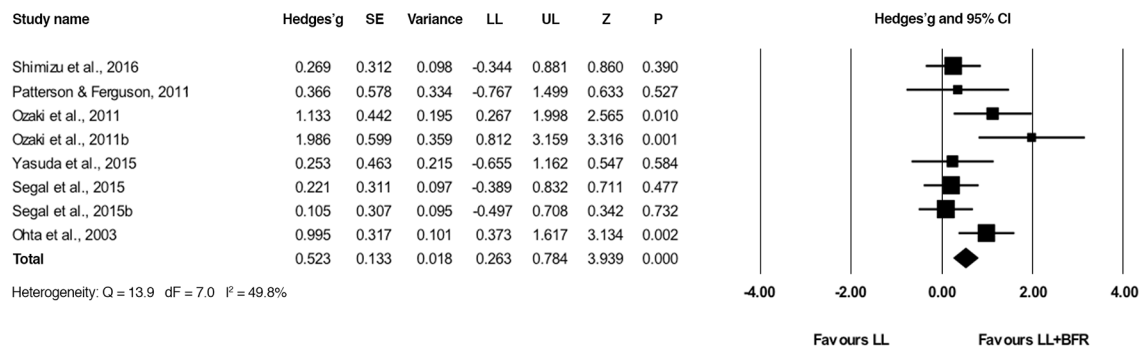 Study name Hedges'g SE Variance LL UL Z P Hedges'g and 95% CI
Shimizu et al., 2016 0.269 0.312 0.098 -0.344 0.881 0.860 0.390
Patterson & Ferguson, 2011 0.366 0.578 0.334 -0.767 1.499 0.633 0.527
Ozaki et al., 2011 1.133 0.442 0.195 0.267 1.998 2.565 0.010
Ozaki et al., 2011b 1.986 0.599 0.359 0.812 3.159 3.316 0.001
Yasuda et al., 2015 0.253 0.463 0.215 -0.655 1.162 0.547 0.584
Segal et al., 2015 0.221 0.311 0.097 -0.389 0.832 0.711 0.477
Segal et al., 2015b 0.105 0.307 0.095 -0.497 0.708 0.342 0.732
Ohta et al., 2003 0.995 0.317 0.101 0.373 1.617 3.134 0.002
Total 0.523 0.133 0.018 0.263 0.784 3.939 0.000
Heterogeneity: Q = 13.9 dF = 7.0 I² = 49.8%
-4.00 -2.00 0.00 2.00 4.00
Favours LL Favours LL+BFR